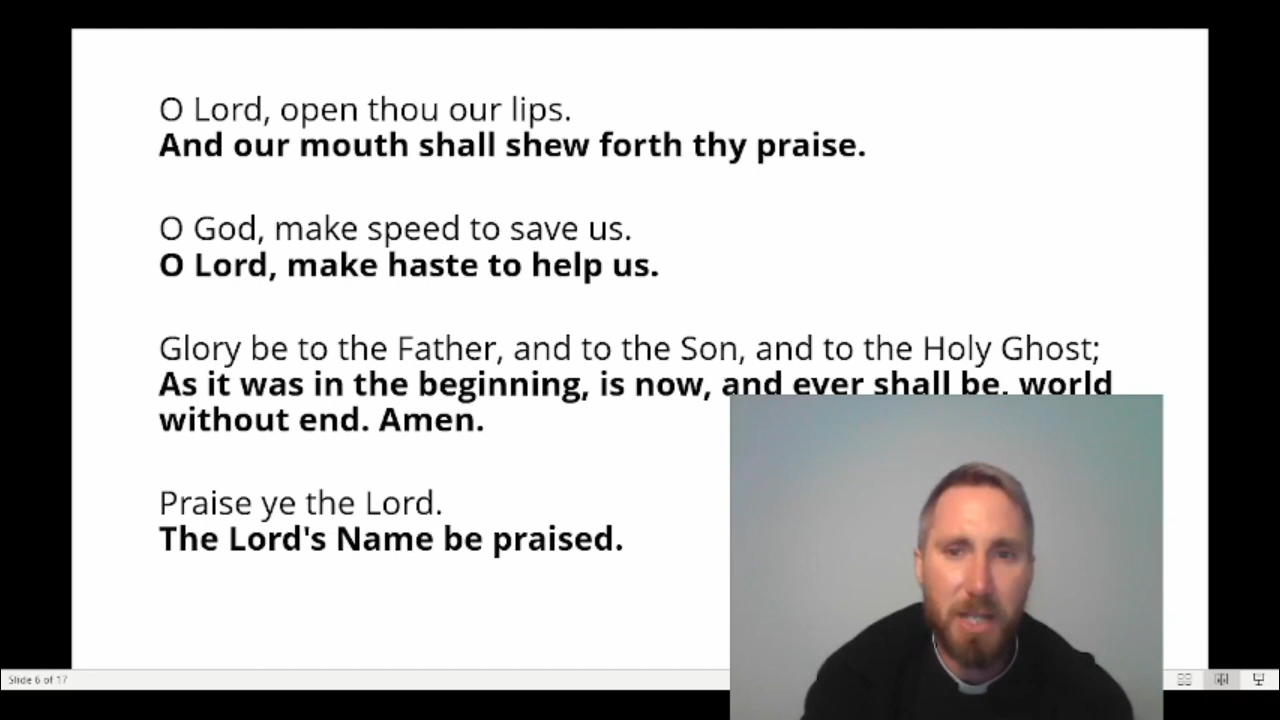 O Lord, open thou our lips.
And our mouth shall shew forth thy praise.
O God, make speed to save us.
O Lord, make haste to help us.
Glory be to the Father, and to the Son, and to the Holy Ghost;
As it was in the beginning, is now, and ever shall be, world
without end. Amen.
Praise ye the Lord.
The Lord's Name be praised.
Slide 6 of 17